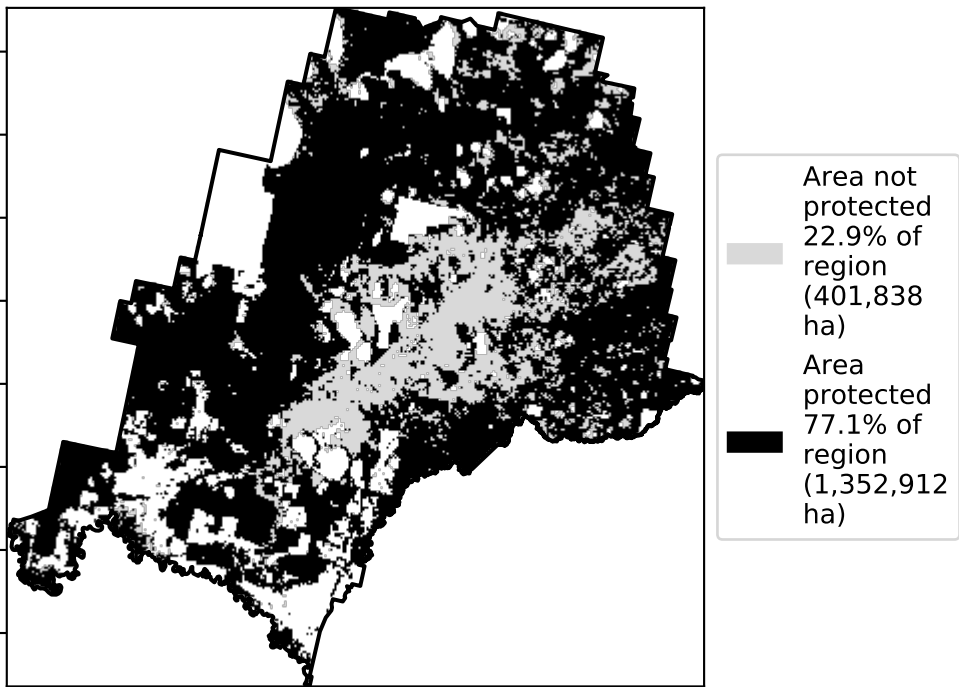 Area not
protected
22.9% of
region
(401,838
ha)
Area
protected
77.1% of
region
(1,352,912
ha)